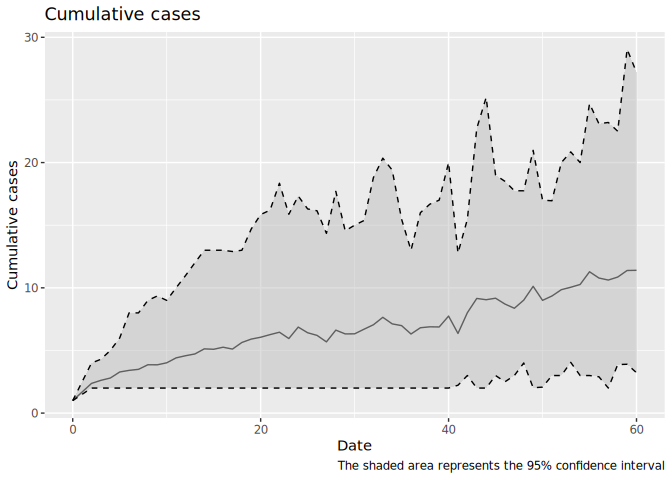 Cumulative cases
Cumulative cases
30
20
10
0
0 20 40 60
Date
The shaded area represents the 95% confidence interval